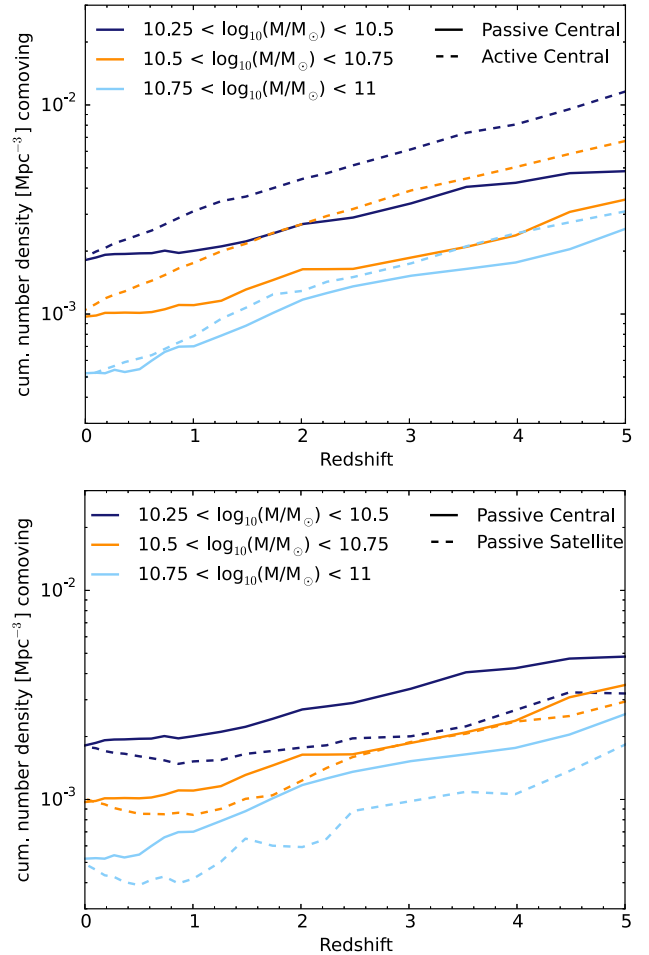 10.25 < log₁₀(M/M☉) < 10.5
10.5 < log₁₀(M/M☉) < 10.75
10.75 < log₁₀(M/M☉) < 11
Passive Central
Active Central
cum. number density [Mpc⁻³] comoving
10⁻²
10⁻³
0 1 2 3 4 5
Redshift
10.25 < log₁₀(M/M☉) < 10.5
10.5 < log₁₀(M/M☉) < 10.75
10.75 < log₁₀(M/M☉) < 11
Passive Central
Passive Satellite
cum. number density [Mpc⁻³] comoving
10⁻²
10⁻³
0 1 2 3 4 5
Redshift